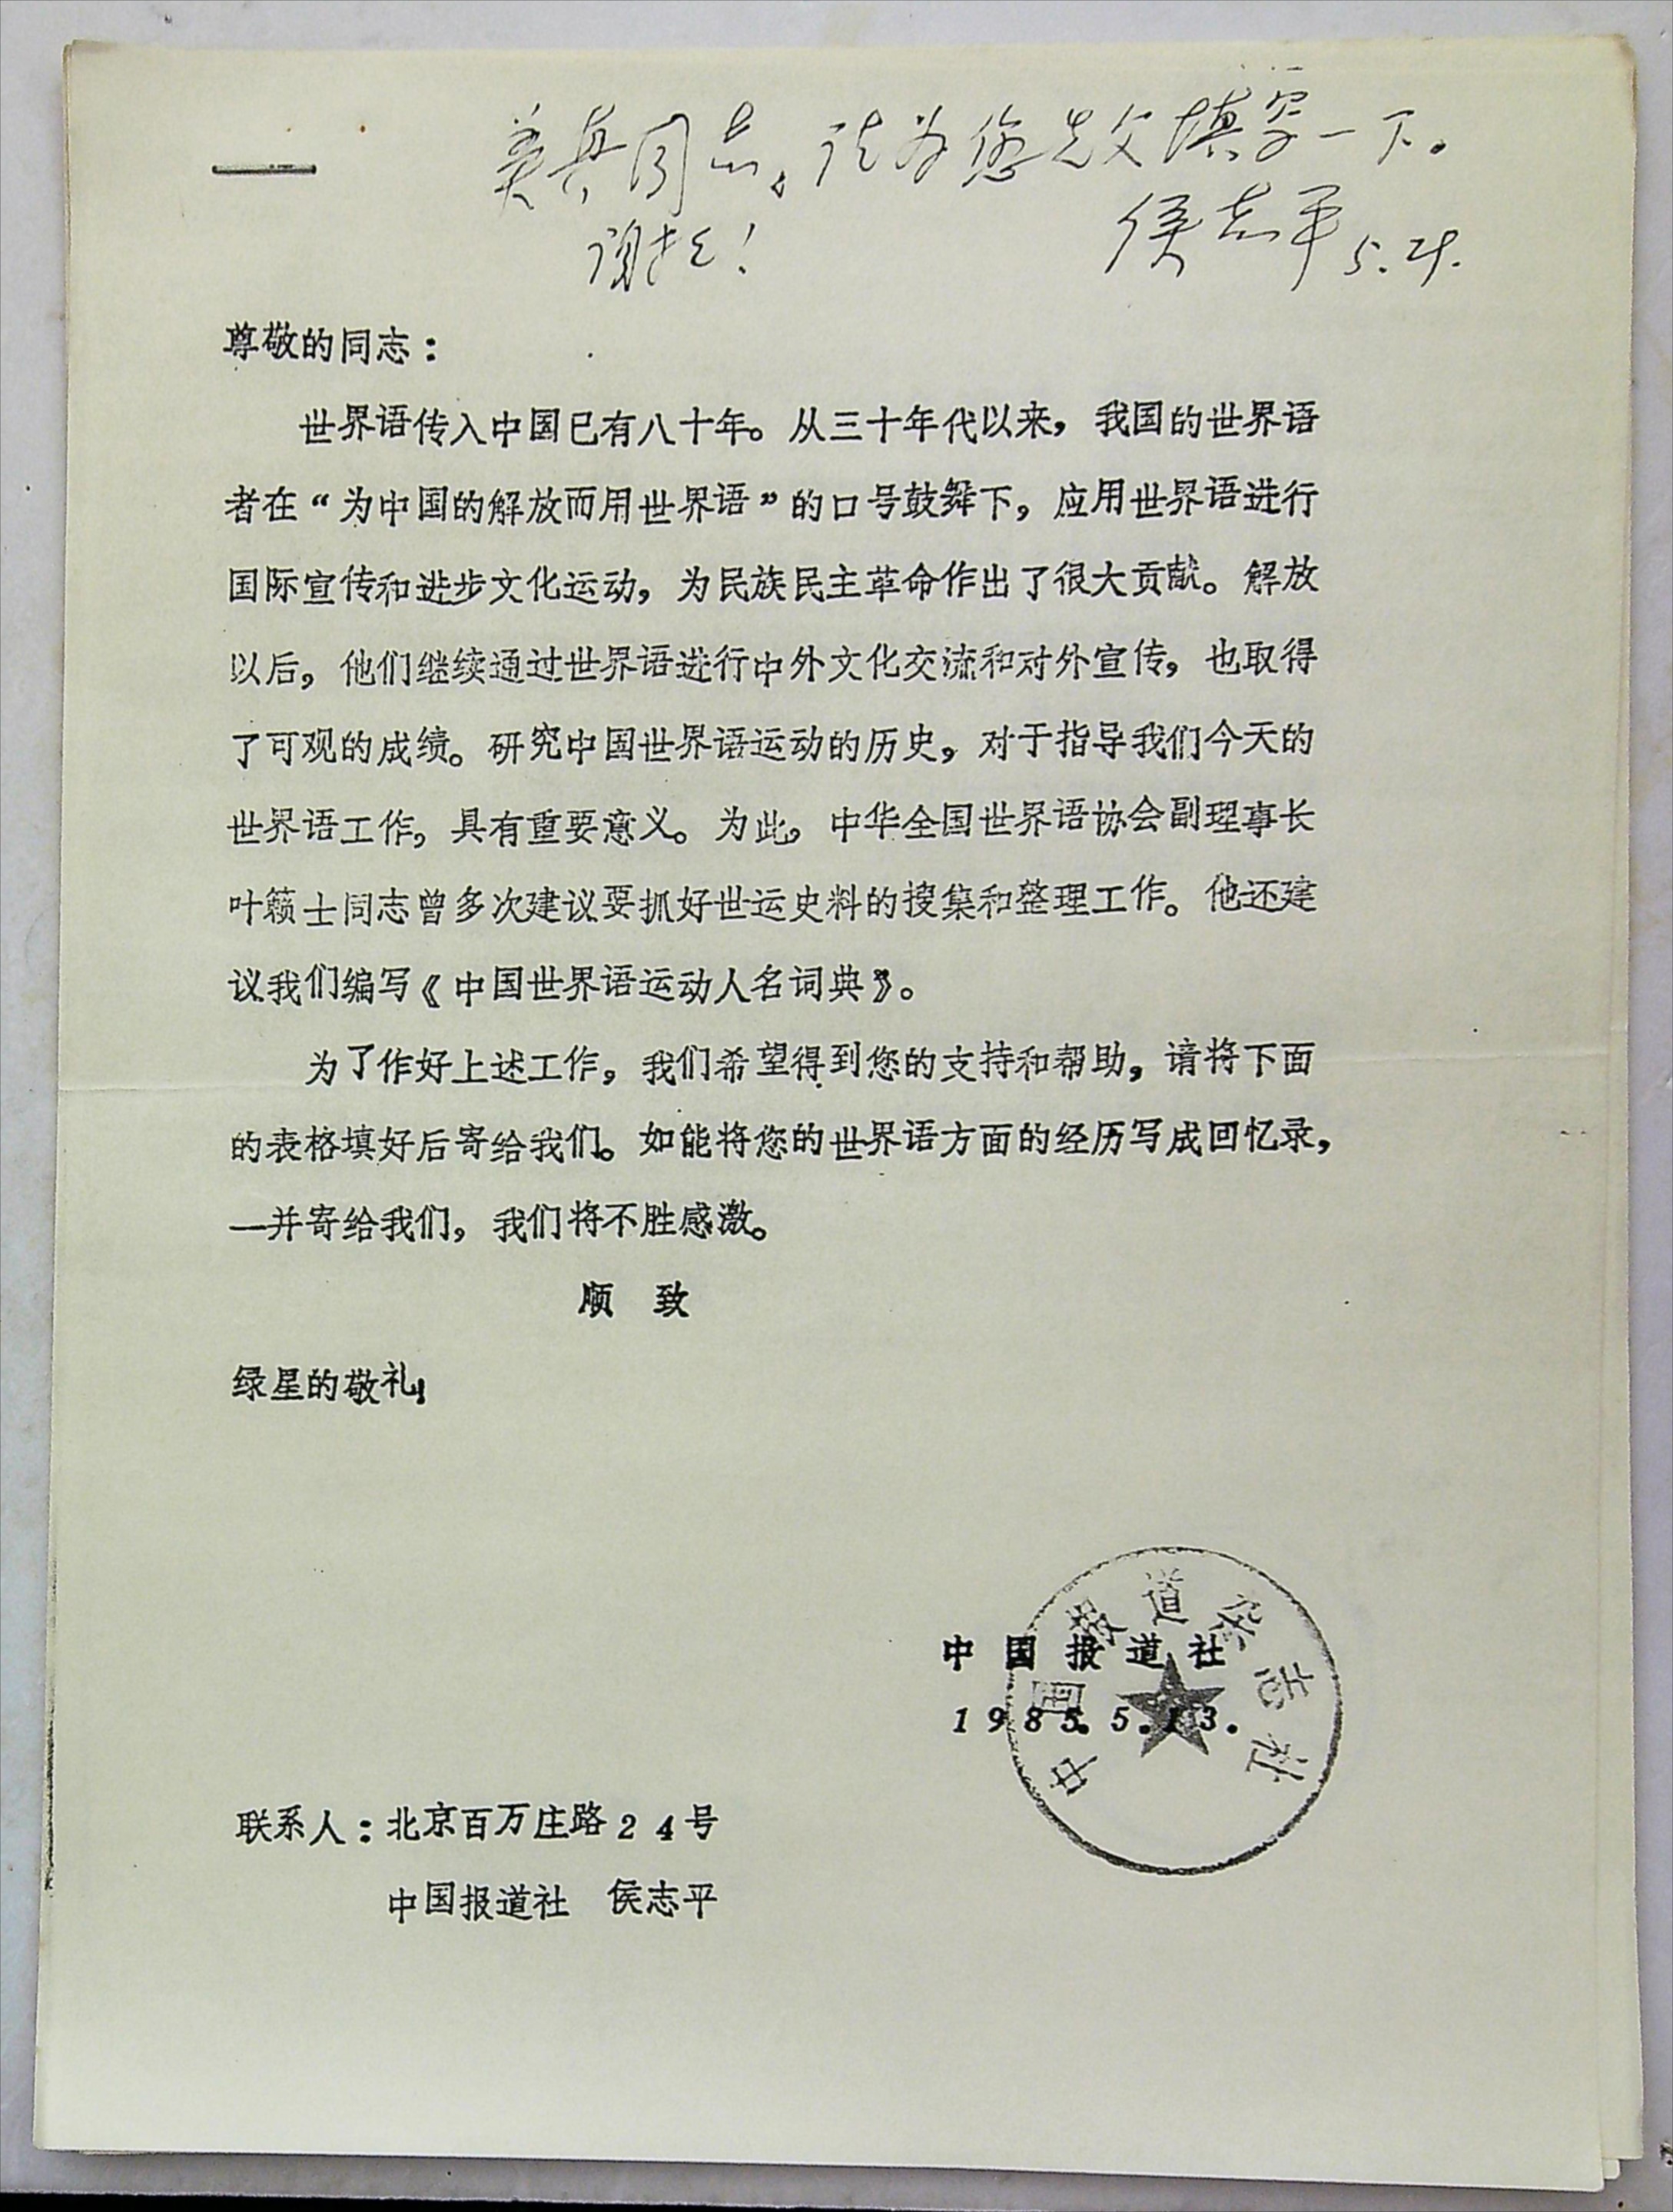 美兵同志。请为您先父填写一下。
谢谢！ 侯志平 5.21.
尊敬的同志：
世界语传入中国已有八十年。从三十年代以来，我国的世界语
者在“为中国的解放而用世界语”的口号鼓舞下，应用世界语进行
国际宣传和进步文化运动，为民族民主革命作出了很大贡献。解放
以后，他们继续通过世界语进行中外文化交流和对外宣传，也取得
了可观的成绩。研究中国世界语运动的历史，对于指导我们今天的
世界语工作，具有重要意义。为此，中华全国世界语协会副理事长
叶籁士同志曾多次建议要抓好世运史料的搜集和整理工作。他还建
议我们编写《中国世界语运动人名词典》。
为了作好上述工作，我们希望得到您的支持和帮助，请将下面
的表格填好后寄给我们。如能将您的世界语方面的经历写成回忆录，
一并寄给我们，我们将不胜感激。
顺 致
绿星的敬礼！
中国报道社
1985.5.13.
中国报道杂志社
联系人：北京百万庄路24号
中国报道社 侯志平